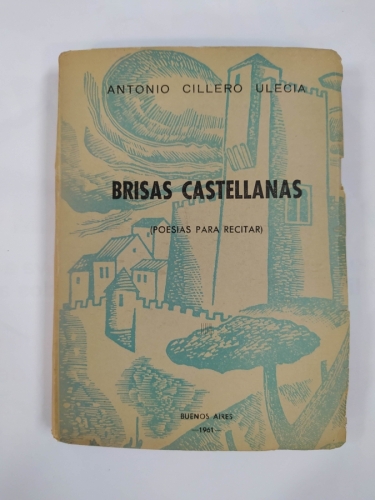 ANTONIO CILLERO ULECIA
BRISAS CASTELLANAS
(POESIAS PARA RECITAR)
BUENOS AIRES
—1961—